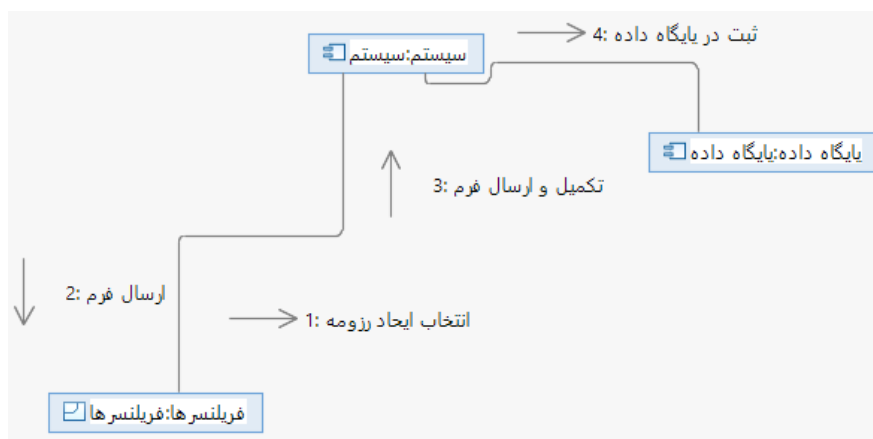 ثبت در پایگاه داده :4
سیستم:سیستم
پایگاه داده:پایگاه داده
تکمیل و ارسال فرم :3
ارسال فرم :2
انتخاب ایجاد رزومه :1
فریلنسرها:فریلنسرها